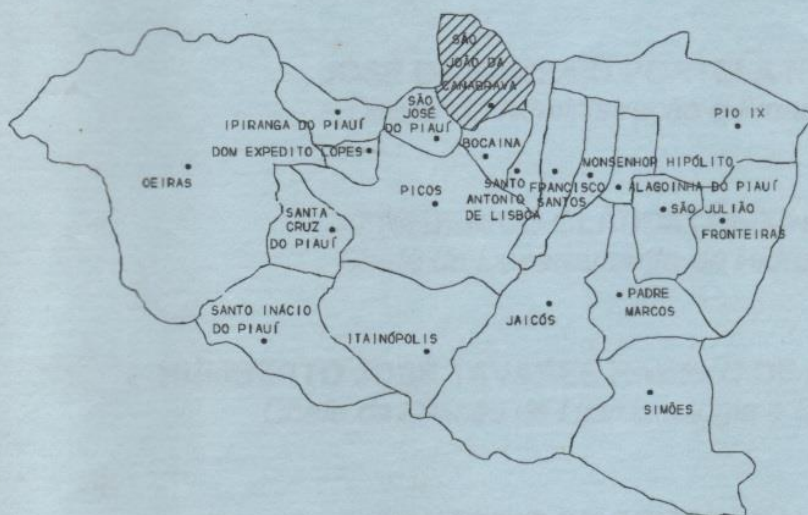 SÃO
JOÃO DA
CANABRAVA
IPIRANGA DO PIAUÍ
SÃO
JOSÉ
DO PIAUÍ
PIO IX
DOM EXPEDITO LOPES
BOCAINA
MONSENHOR HIPÓLITO
OEIRAS
PICOS
SANTO
ANTONIO
DE LISBOA
FRANCISCO
SANTOS
ALAGOINHA DO PIAUÍ
SÃO JULIÃO
FRONTEIRAS
SANTA
CRUZ
DO PIAUÍ
SANTO INÁCIO
DO PIAUÍ
ITAINÓPOLIS
JAICÓS
PADRE
MARCOS
SIMÕES